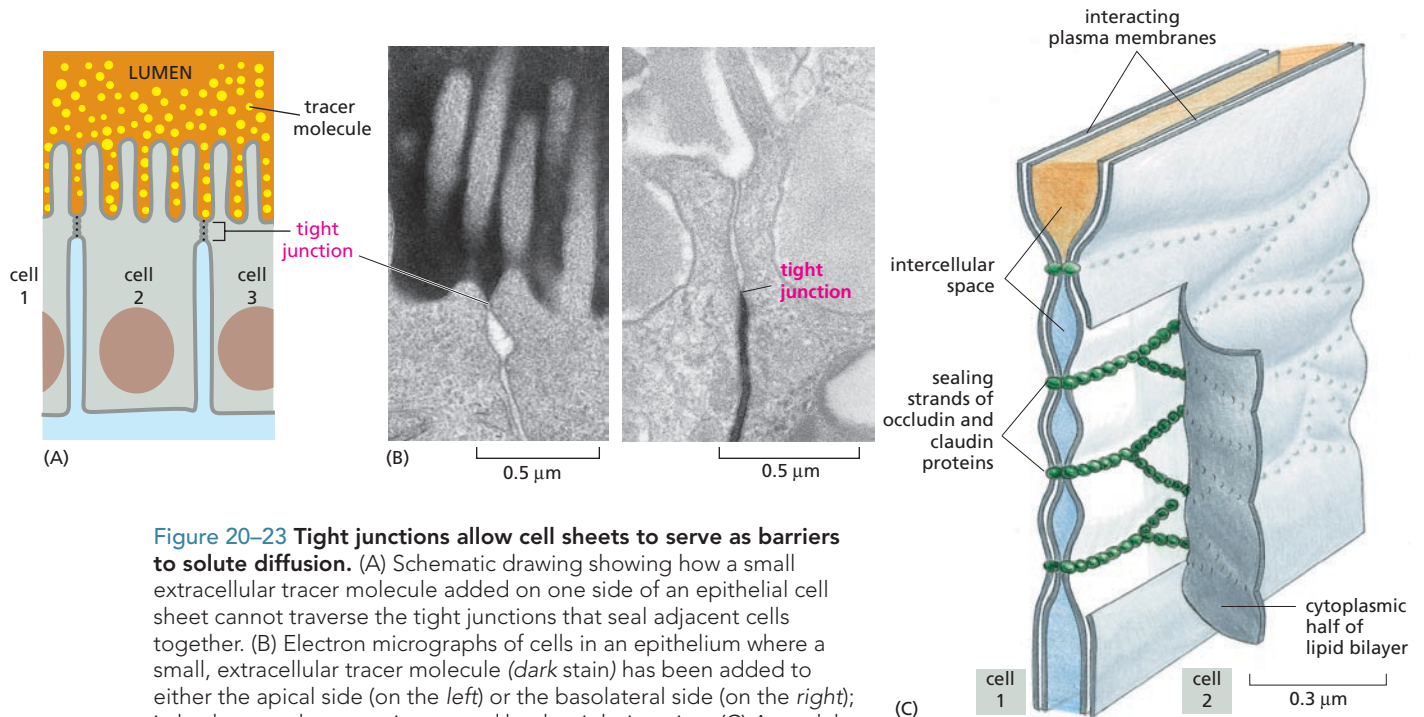 LUMEN
tracer
molecule
tight
junction
cell
1
cell
2
cell
3
(A)
tight
junction
(B)
0.5 µm
0.5 µm
interacting
plasma membranes
intercellular
space
sealing
strands of
occludin and
claudin
proteins
cytoplasmic
half of
lipid bilayer
cell
1
cell
2
0.3 µm
(C)
Figure 20–23 Tight junctions allow cell sheets to serve as barriers
to solute diffusion. (A) Schematic drawing showing how a small
extracellular tracer molecule added on one side of an epithelial cell
sheet cannot traverse the tight junctions that seal adjacent cells
together. (B) Electron micrographs of cells in an epithelium where a
small, extracellular tracer molecule (dark stain) has been added to
either the apical side (on the left) or the basolateral side (on the right);